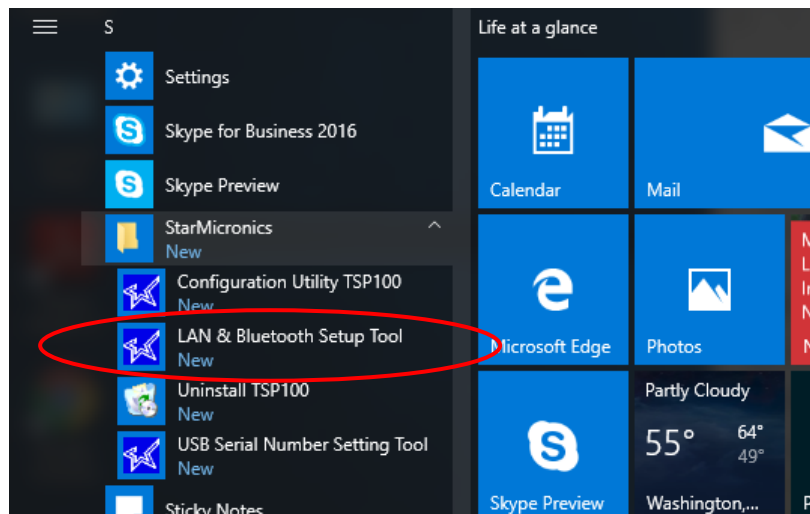 S
Settings
Skype for Business 2016
Skype Preview
StarMicronics
New
Configuration Utility TSP100
New
LAN & Bluetooth Setup Tool
New
Uninstall TSP100
New
USB Serial Number Setting Tool
New
Sticky Notes
Life at a glance
Calendar
Mail
Microsoft Edge
Photos
Skype Preview
Partly Cloudy
55°
64°
49°
Washington,...